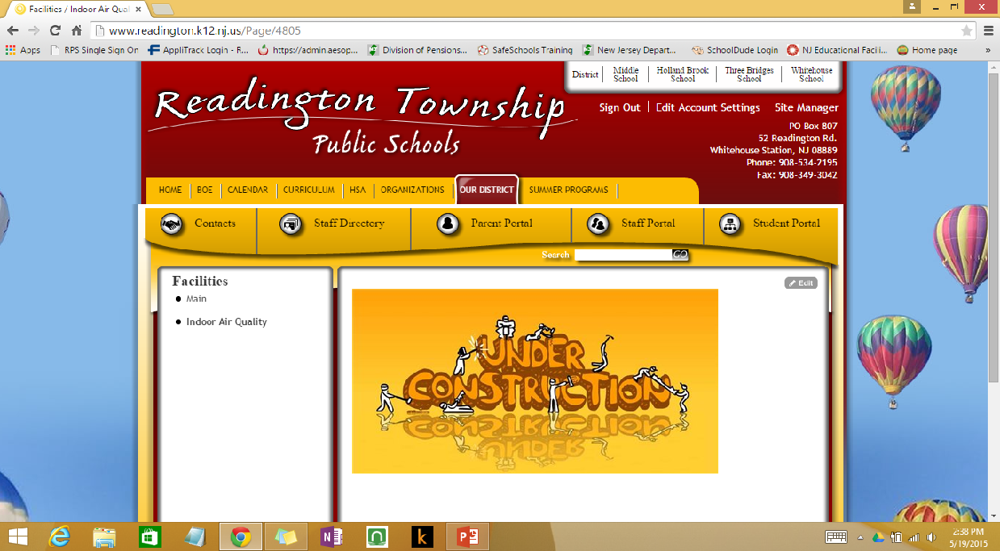 Facilities / Indoor Air Qual
www.readington.k12.nj.us/Page/4805
Apps RPS Single Sign On AppliTrack Login - R... https://admin.aesop... Division of Pensions... SafeSchools Training New Jersey Depart... SchoolDude Login NJ Educational Facili... Home page »
District Middle School Holland Brook School Three Bridges School Whitehouse School
Readington Township
Public Schools
Sign Out Edit Account Settings Site Manager
PO Box 807
52 Readington Rd.
Whitehouse Station, NJ 08889
Phone: 908-534-2195
Fax: 908-349-3042
HOME BOE CALENDAR CURRICULUM HSA ORGANIZATIONS OUR DISTRICT SUMMER PROGRAMS
Contacts Staff Directory Parent Portal Staff Portal Student Portal
Search GO
Facilities
Main
Indoor Air Quality
Edit
UNDER
CONSTRUCTION
2:38 PM
5/19/2015